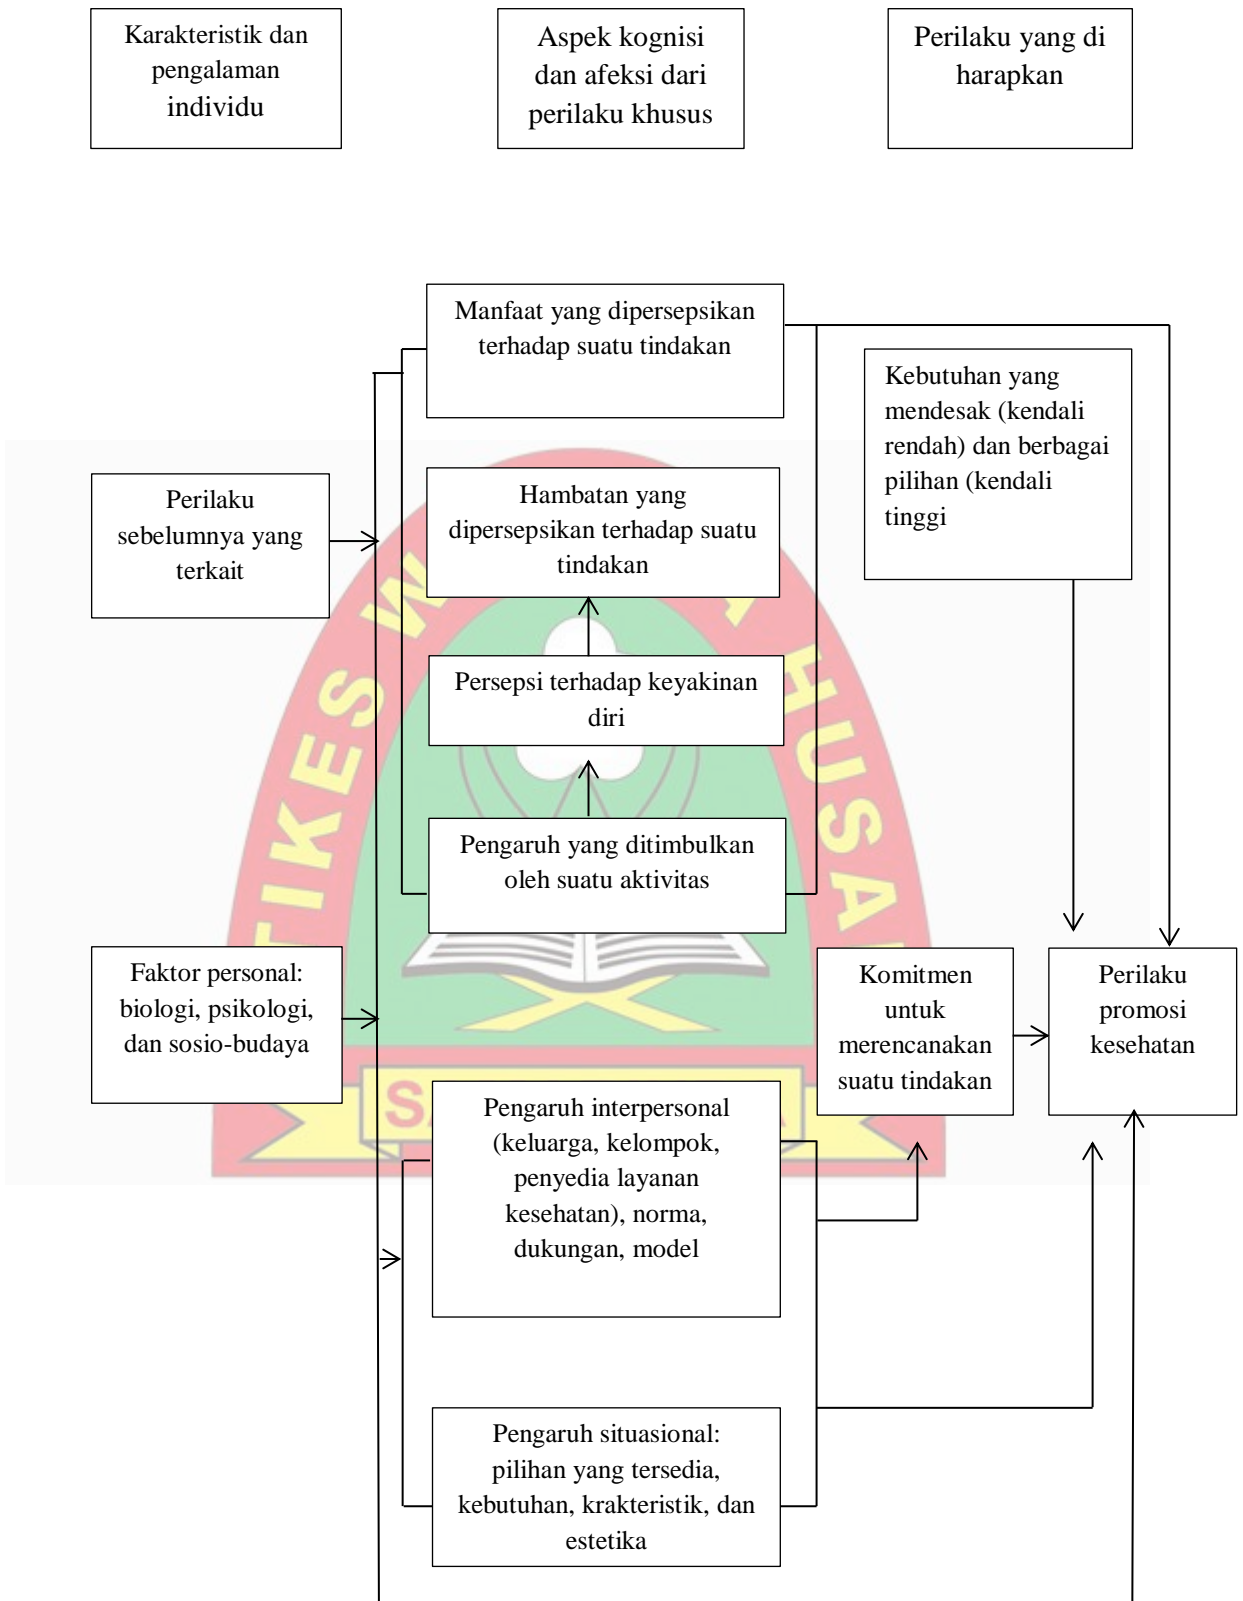 Karakteristik dan
pengalaman
individu
Aspek kognisi
dan afeksi dari
perilaku khusus
Perilaku yang di
harapkan
Manfaat yang dipersepsikan
terhadap suatu tindakan
Kebutuhan yang
mendesak (kendali
rendah) dan berbagai
pilihan (kendali
tinggi
Perilaku
sebelumnya yang
terkait
Hambatan yang
dipersepsikan terhadap suatu
tindakan
Persepsi terhadap keyakinan
diri
Pengaruh yang ditimbulkan
oleh suatu aktivitas
Faktor personal:
biologi, psikologi,
dan sosio-budaya
Komitmen
untuk
merencanakan
suatu tindakan
Perilaku
promosi
kesehatan
Pengaruh interpersonal
(keluarga, kelompok,
penyedia layanan
kesehatan), norma,
dukungan, model
Pengaruh situasional:
pilihan yang tersedia,
kebutuhan, krakteristik, dan
estetika